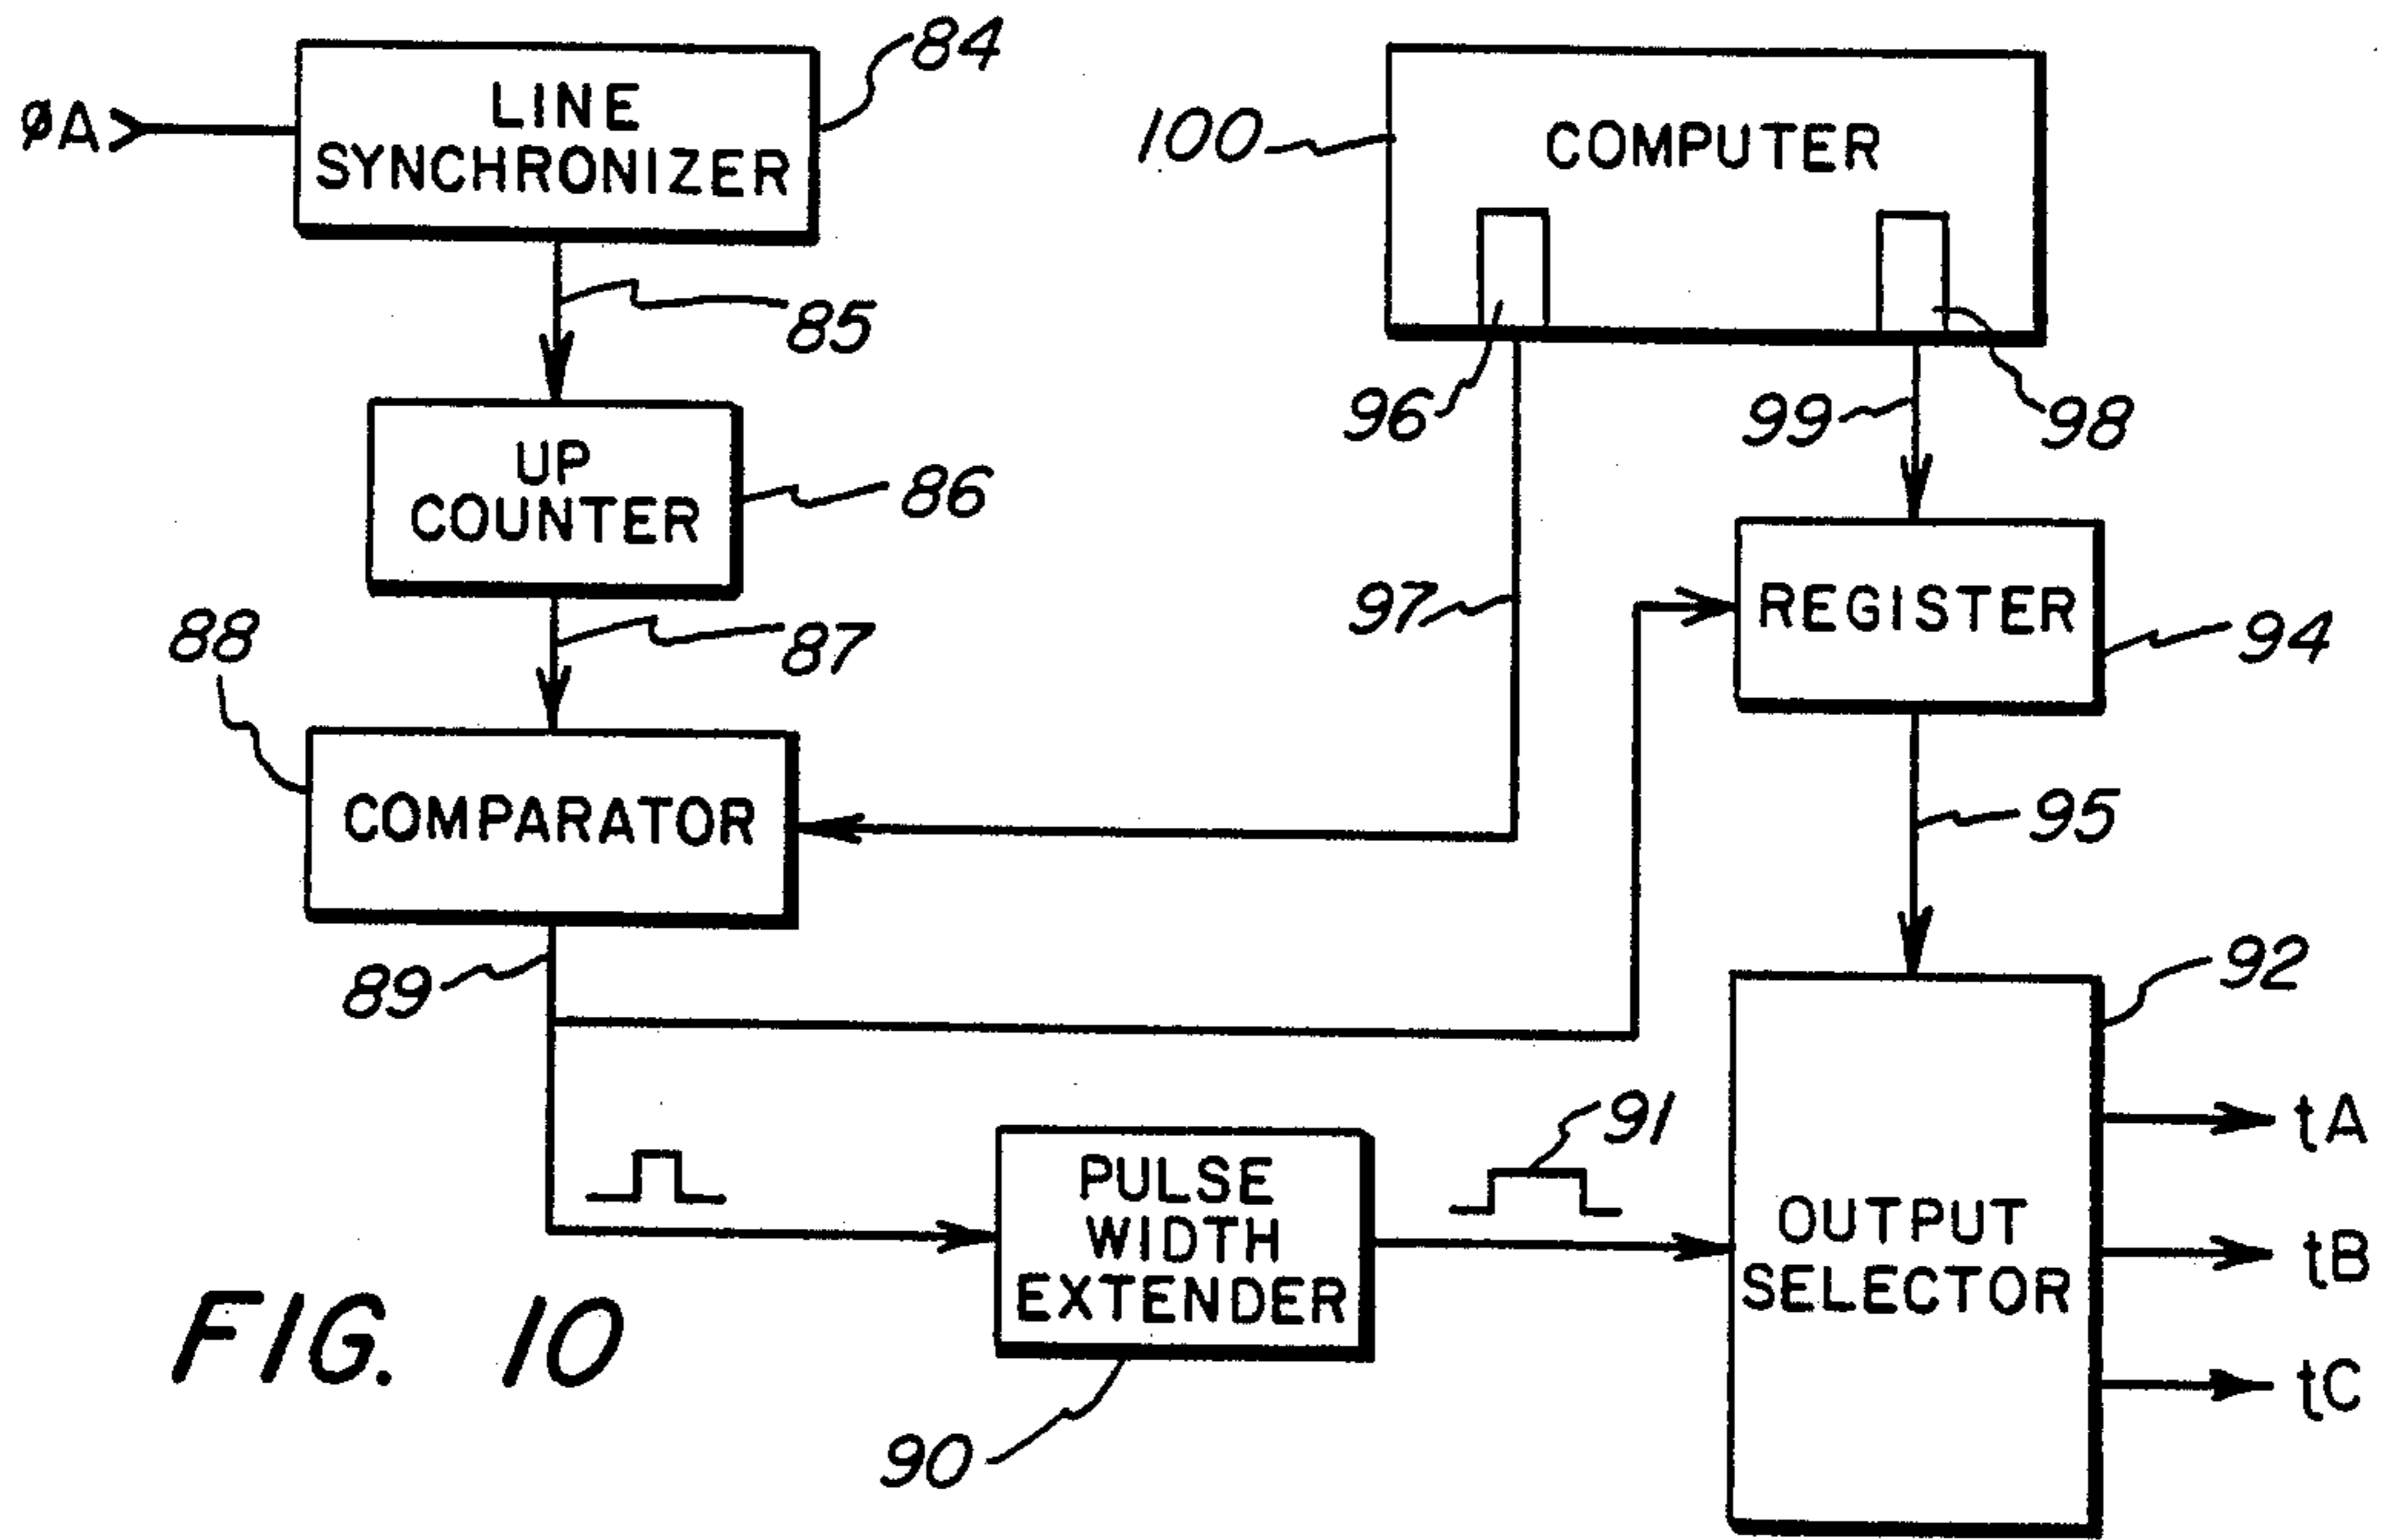 øA
LINE
SYNCHRONIZER
84
85
UP
COUNTER
86
87
88
COMPARATOR
89
100
COMPUTER
96
97
99
98
REGISTER
94
95
92
PULSE
WIDTH
EXTENDER
90
91
OUTPUT
SELECTOR
tA
tB
tC
FIG. 10